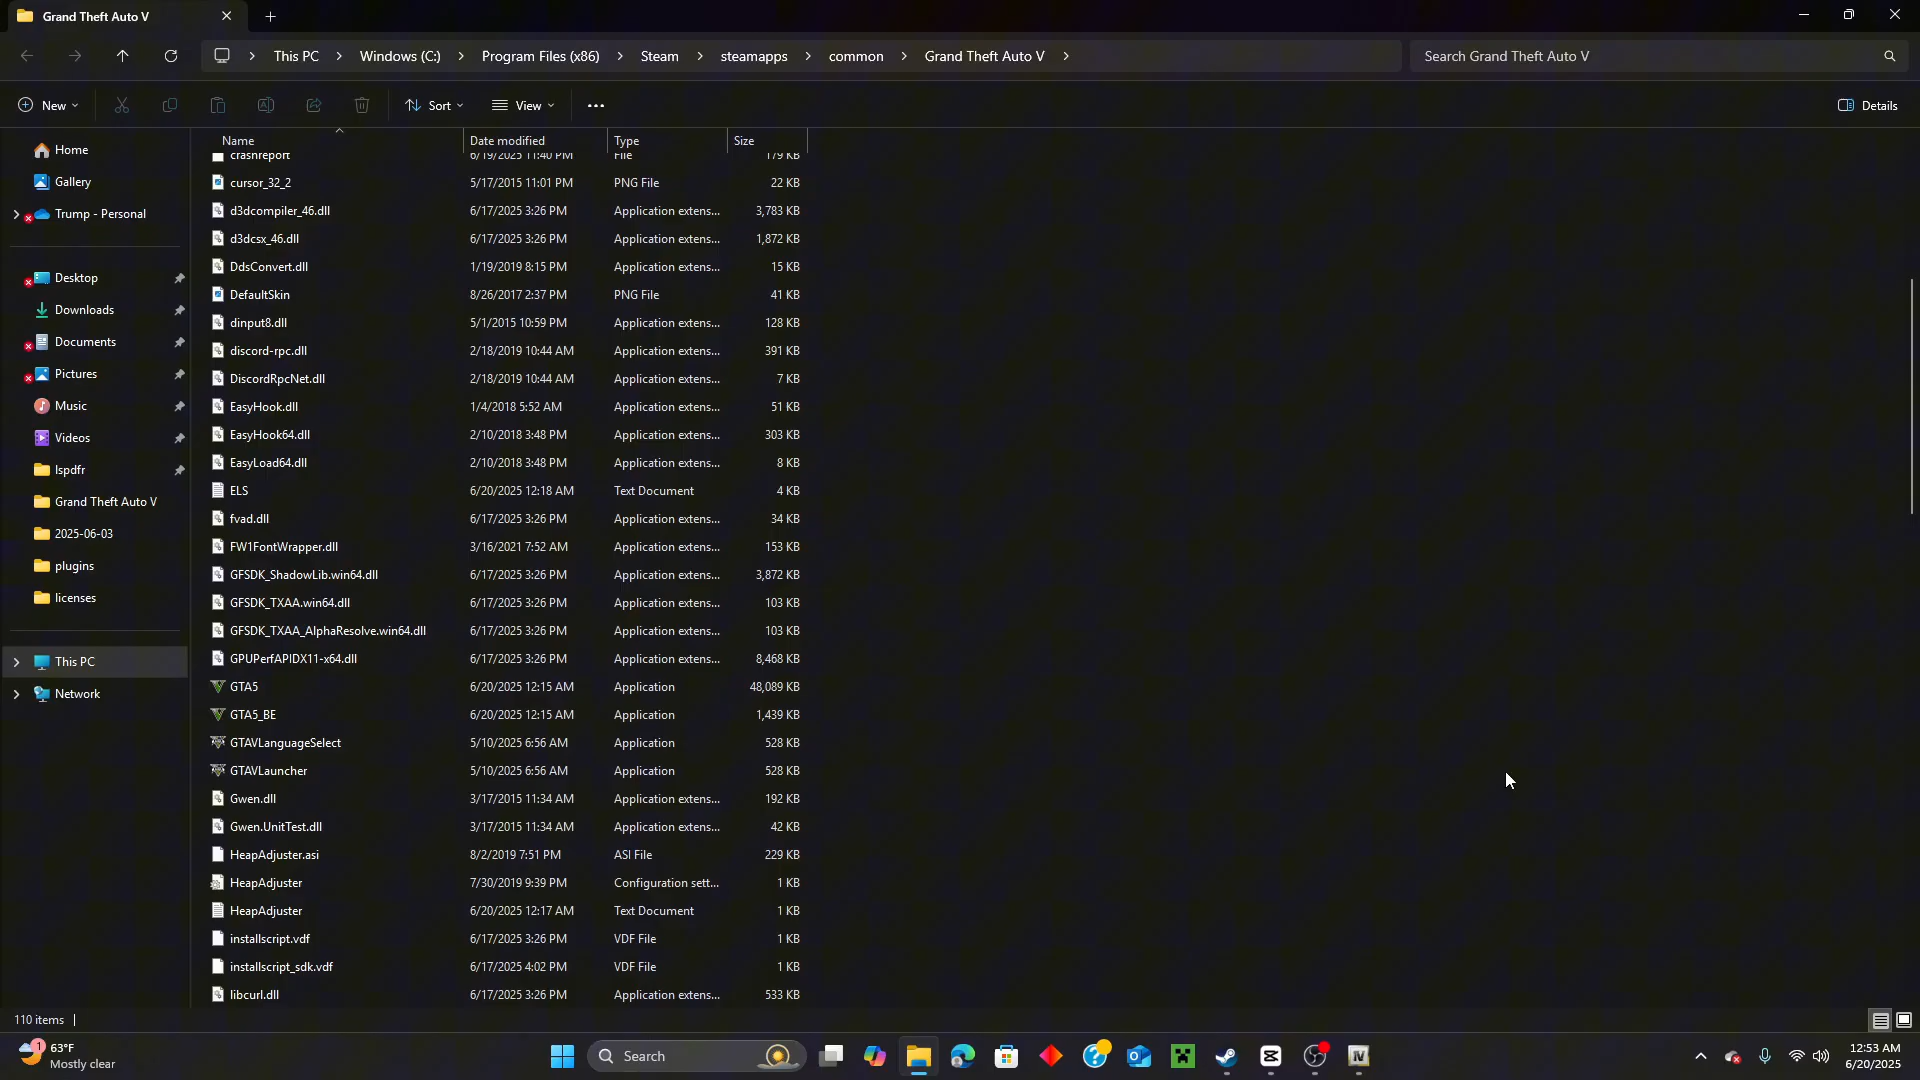 Grand Theft Auto V
This PC > Windows (C:) > Program Files (x86) > Steam > steamapps > common > Grand Theft Auto V >
Search Grand Theft Auto V
New Sort View Details
Home
Gallery
Trump - Personal
Desktop
Downloads
Documents
Pictures
Music
Videos
lspdfr
Grand Theft Auto V
2025-06-03
plugins
licenses
This PC
Network
Name Date modified Type Size
crashreport 6/19/2025 11:40 PM File 179 KB
cursor_32_2 5/17/2015 11:01 PM PNG File 22 KB
d3dcompiler_46.dll 6/17/2025 3:26 PM Application extens... 3,783 KB
d3dcsx_46.dll 6/17/2025 3:26 PM Application extens... 1,872 KB
DdsConvert.dll 1/19/2019 8:15 PM Application extens... 15 KB
DefaultSkin 8/26/2017 2:37 PM PNG File 41 KB
dinput8.dll 5/1/2015 10:59 PM Application extens... 128 KB
discord-rpc.dll 2/18/2019 10:44 AM Application extens... 391 KB
DiscordRpcNet.dll 2/18/2019 10:44 AM Application extens... 7 KB
EasyHook.dll 1/4/2018 5:52 AM Application extens... 51 KB
EasyHook64.dll 2/10/2018 3:48 PM Application extens... 303 KB
EasyLoad64.dll 2/10/2018 3:48 PM Application extens... 8 KB
ELS 6/20/2025 12:18 AM Text Document 4 KB
fvad.dll 6/17/2025 3:26 PM Application extens... 34 KB
FW1FontWrapper.dll 3/16/2021 7:52 AM Application extens... 153 KB
GFSDK_ShadowLib.win64.dll 6/17/2025 3:26 PM Application extens... 3,872 KB
GFSDK_TXAA.win64.dll 6/17/2025 3:26 PM Application extens... 103 KB
GFSDK_TXAA_AlphaResolve.win64.dll 6/17/2025 3:26 PM Application extens... 103 KB
GPUPerfAPIDX11-x64.dll 6/17/2025 3:26 PM Application extens... 8,468 KB
GTA5 6/20/2025 12:15 AM Application 48,089 KB
GTA5_BE 6/20/2025 12:15 AM Application 1,439 KB
GTAVLanguageSelect 5/10/2025 6:56 AM Application 528 KB
GTAVLauncher 5/10/2025 6:56 AM Application 528 KB
Gwen.dll 3/17/2015 11:34 AM Application extens... 192 KB
Gwen.UnitTest.dll 3/17/2015 11:34 AM Application extens... 42 KB
HeapAdjuster.asi 8/2/2019 7:51 PM ASI File 229 KB
HeapAdjuster 7/30/2019 9:39 PM Configuration sett... 1 KB
HeapAdjuster 6/20/2025 12:17 AM Text Document 1 KB
installscript.vdf 6/17/2025 3:26 PM VDF File 1 KB
installscript_sdk.vdf 6/17/2025 4:02 PM VDF File 1 KB
libcurl.dll 6/17/2025 3:26 PM Application extens... 533 KB
110 items
1 63°F
Mostly clear
Search
IV
12:53 AM
6/20/2025